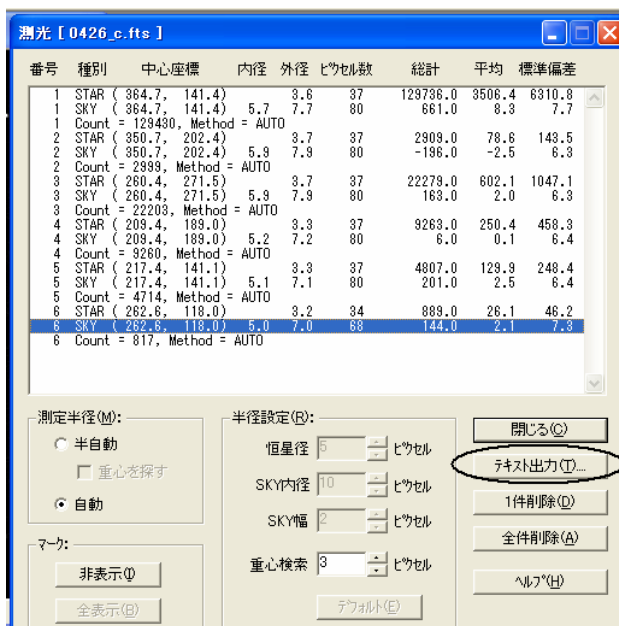 測光 [ 0426_c.fts ]
番号 種別 中心座標 内径 外径 ピクセル数 総計 平均 標準偏差
1 STAR ( 364.7, 141.4) 3.6 37 129736.0 3506.4 6310.8
1 SKY ( 364.7, 141.4) 5.7 7.7 80 661.0 8.3 7.7
1 Count = 129430, Method = AUTO
2 STAR ( 350.7, 202.4) 3.7 37 2909.0 78.6 143.5
2 SKY ( 350.7, 202.4) 5.9 7.9 80 -196.0 -2.5 6.3
2 Count = 2999, Method = AUTO
3 STAR ( 260.4, 271.5) 3.7 37 22279.0 602.1 1047.1
3 SKY ( 260.4, 271.5) 5.9 7.9 80 163.0 2.0 6.3
3 Count = 22203, Method = AUTO
4 STAR ( 209.4, 189.0) 3.3 37 9263.0 250.4 458.3
4 SKY ( 209.4, 189.0) 5.2 7.2 80 6.0 0.1 6.4
4 Count = 9260, Method = AUTO
5 STAR ( 217.4, 141.1) 3.3 37 4807.0 129.9 248.4
5 SKY ( 217.4, 141.1) 5.1 7.1 80 201.0 2.5 6.4
5 Count = 4714, Method = AUTO
6 STAR ( 262.6, 118.0) 3.2 34 889.0 26.1 46.2
6 SKY ( 262.6, 118.0) 5.0 7.0 68 144.0 2.1 7.3
6 Count = 817, Method = AUTO
測定半径(M):
半自動
重心を探す
自動
マーク:
非表示(I)
全表示(B)
半径設定(R):
恒星径 5 ピクセル
SKY内径 10 ピクセル
SKY幅 2 ピクセル
重心検索 3 ピクセル
デフォルト(E)
閉じる(C)
テキスト出力(T)...
1件削除(D)
全件削除(A)
ヘルプ(H)